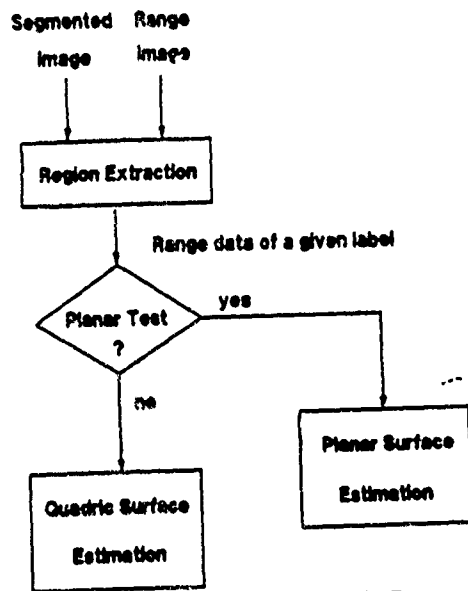 Segmented Range
Image Image
Region Extraction
Range data of a given label
Planar Test
?
yes
no
Planar Surface
Estimation
Quadric Surface
Estimation